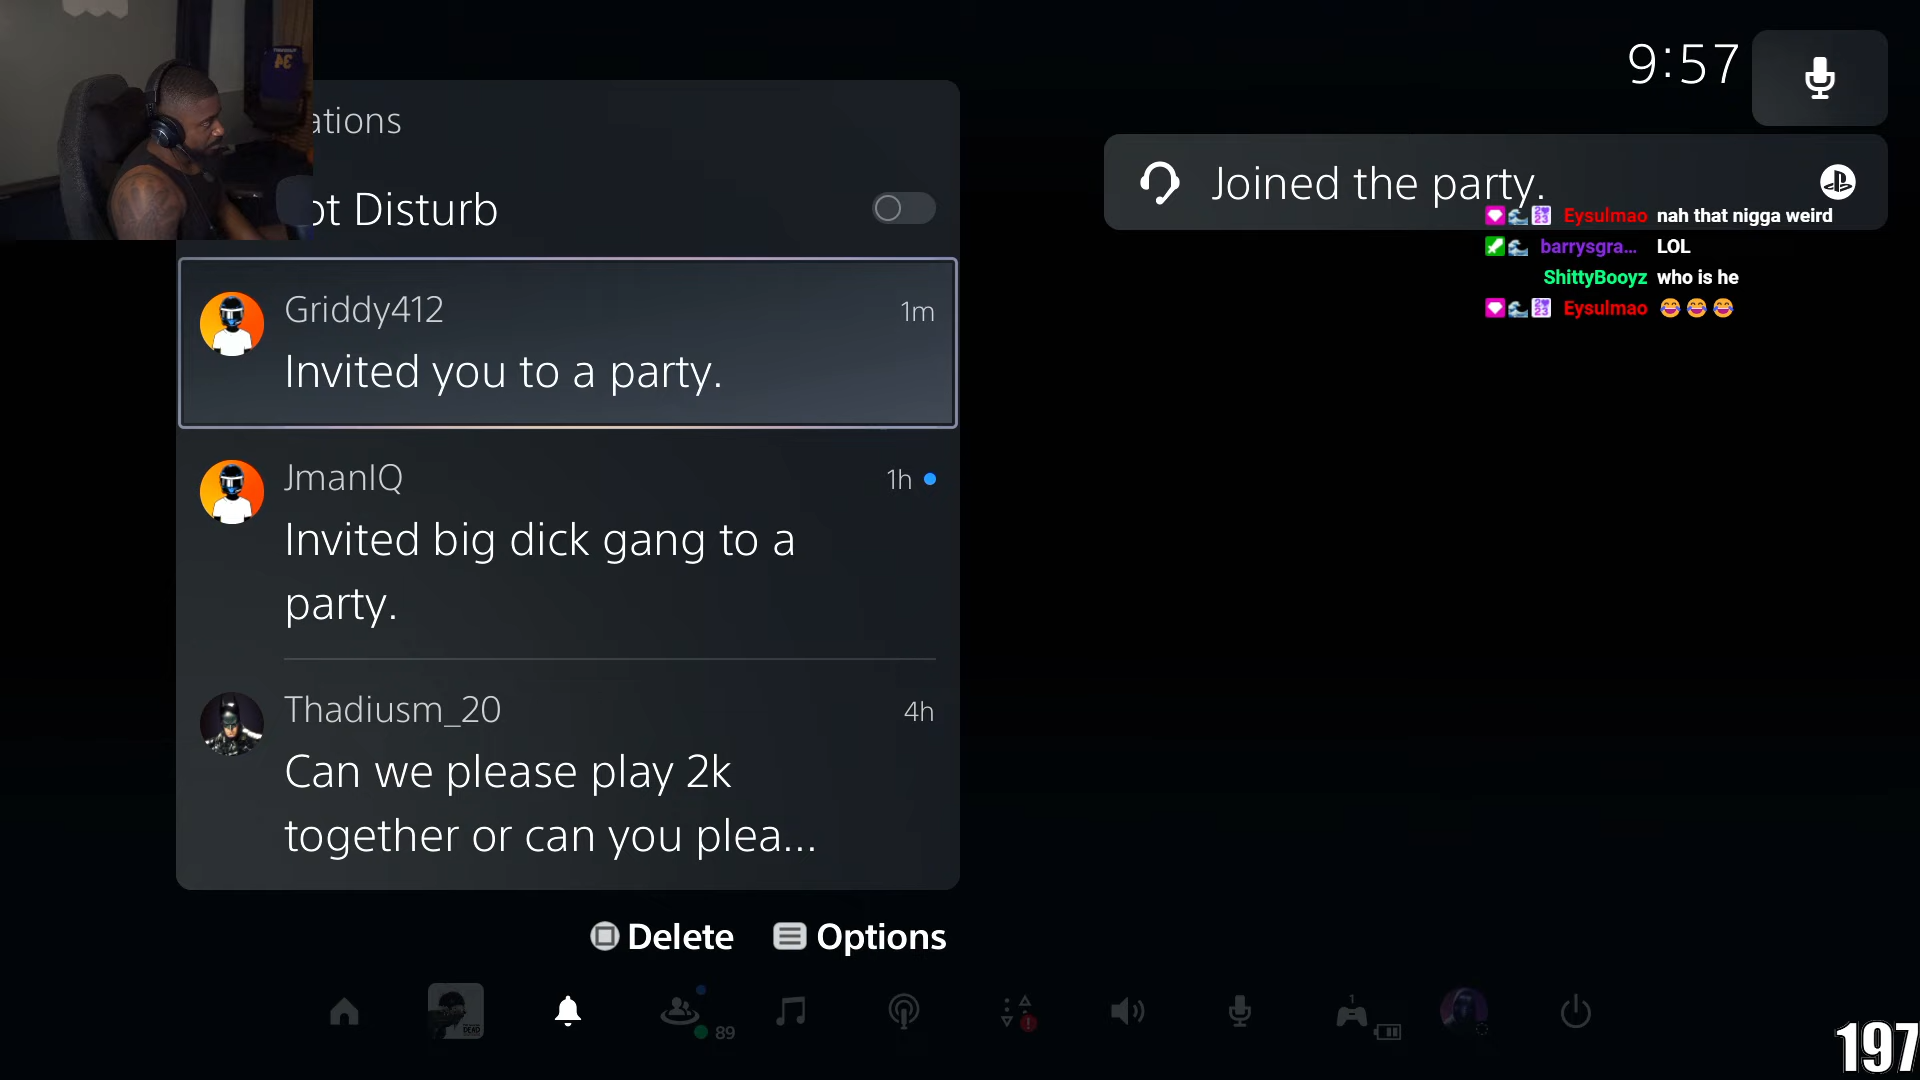 34
9:57
ations
Joined the party.
ot Disturb
Eysulmao nah that nigga weird
barrysgra... LOL
ShittyBooyz who is he
Eysulmao 😂 😂 😂
Griddy412 1m
Invited you to a party.
JmanIQ 1h
Invited big dick gang to a
party.
Thadiusm_20 4h
Can we please play 2k
together or can you plea...
Delete Options
89
1
197